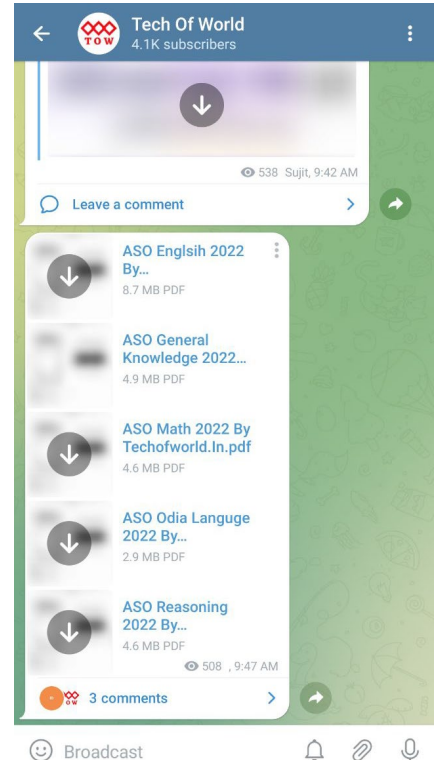 Tech Of World
4.1K subscribers
TOW
538 Sujit, 9:42 AM
Leave a comment
ASO Englsih 2022
By...
8.7 MB PDF
ASO General
Knowledge 2022...
4.9 MB PDF
ASO Math 2022 By
Techofworld.In.pdf
4.6 MB PDF
ASO Odia Languge
2022 By...
2.9 MB PDF
ASO Reasoning
2022 By...
4.6 MB PDF
508 , 9:47 AM
TOW
3 comments
Broadcast